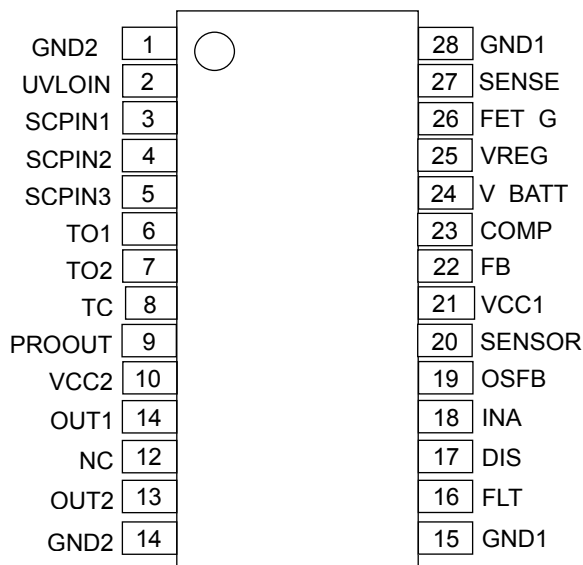 GND2 1 28 GND1
UVLOIN 2 27 SENSE
SCPIN1 3 26 FET G
SCPIN2 4 25 VREG
SCPIN3 5 24 V BATT
TO1 6 23 COMP
TO2 7 22 FB
TC 8 21 VCC1
PROOUT 9 20 SENSOR
VCC2 10 19 OSFB
OUT1 14 18 INA
NC 12 17 DIS
OUT2 13 16 FLT
GND2 14 15 GND1